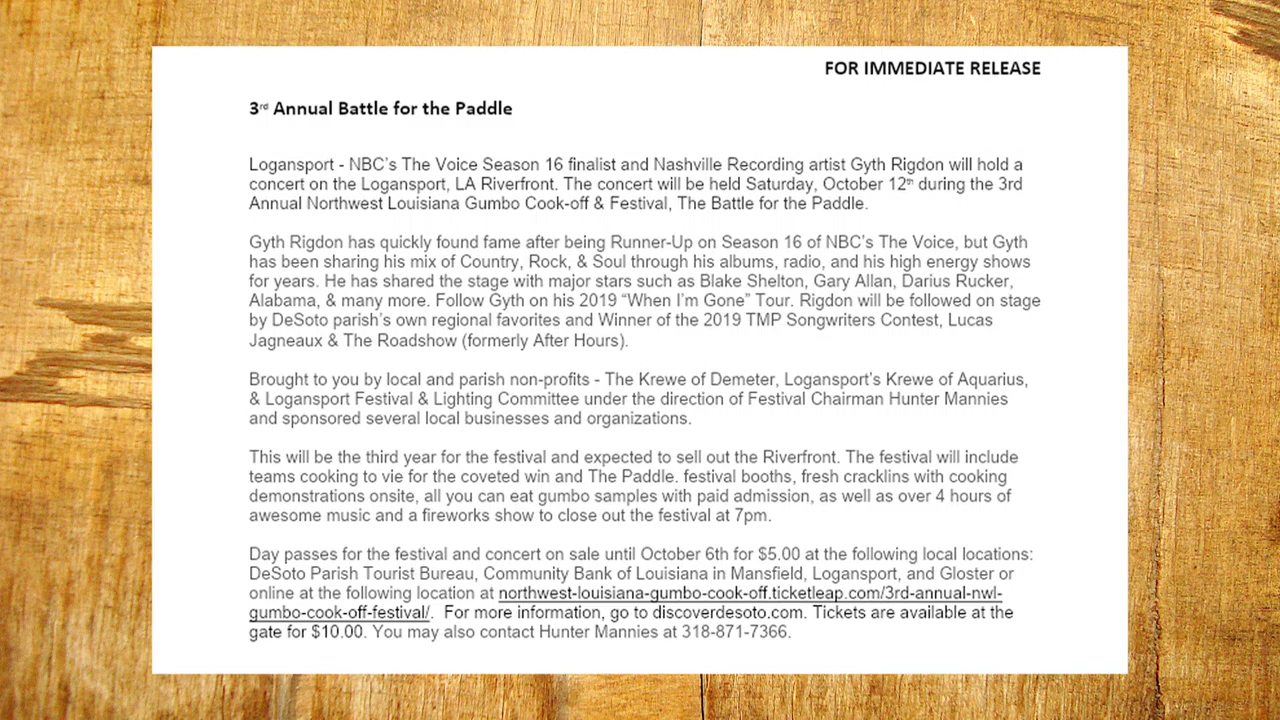 FOR IMMEDIATE RELEASE
3rd Annual Battle for the Paddle
Logansport - NBC's The Voice Season 16 finalist and Nashville Recording artist Gyth Rigdon will hold a
concert on the Logansport, LA Riverfront. The concert will be held Saturday, October 12th during the 3rd
Annual Northwest Louisiana Gumbo Cook-off & Festival, The Battle for the Paddle.
Gyth Rigdon has quickly found fame after being Runner-Up on Season 16 of NBC's The Voice, but Gyth
has been sharing his mix of Country, Rock, & Soul through his albums, radio, and his high energy shows
for years. He has shared the stage with major stars such as Blake Shelton, Gary Allan, Darius Rucker,
Alabama, & many more. Follow Gyth on his 2019 “When I’m Gone” Tour. Rigdon will be followed on stage
by DeSoto parish's own regional favorites and Winner of the 2019 TMP Songwriters Contest, Lucas
Jagneaux & The Roadshow (formerly After Hours).
Brought to you by local and parish non-profits - The Krewe of Demeter, Logansport's Krewe of Aquarius,
& Logansport Festival & Lighting Committee under the direction of Festival Chairman Hunter Mannies
and sponsored several local businesses and organizations.
This will be the third year for the festival and expected to sell out the Riverfront. The festival will include
teams cooking to vie for the coveted win and The Paddle. festival booths, fresh cracklins with cooking
demonstrations onsite, all you can eat gumbo samples with paid admission, as well as over 4 hours of
awesome music and a fireworks show to close out the festival at 7pm.
Day passes for the festival and concert on sale until October 6th for $5.00 at the following local locations:
DeSoto Parish Tourist Bureau, Community Bank of Louisiana in Mansfield, Logansport, and Gloster or
online at the following location at northwest-louisiana-gumbo-cook-off.ticketleap.com/3rd-annual-nwl-
gumbo-cook-off-festival/. For more information, go to discoverdesoto.com. Tickets are available at the
gate for $10.00. You may also contact Hunter Mannies at 318-871-7366.